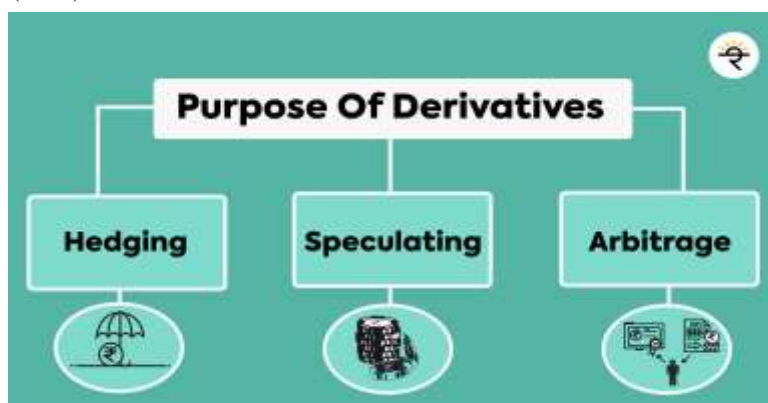 Purpose Of Derivatives
Hedging
Speculating
Arbitrage
₹